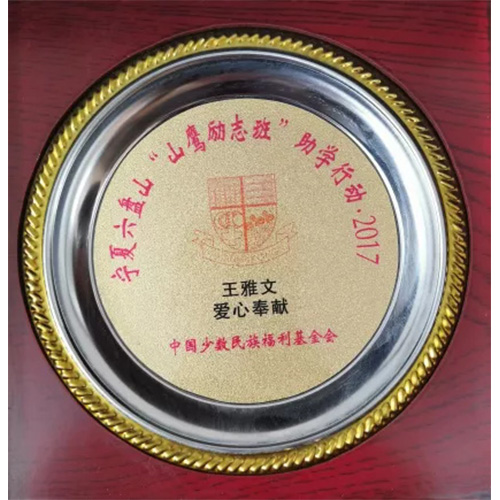 宁夏六盘山“山鹰励志班”助学行动·2017
王雅文
爱心奉献
中国少数民族福利基金会